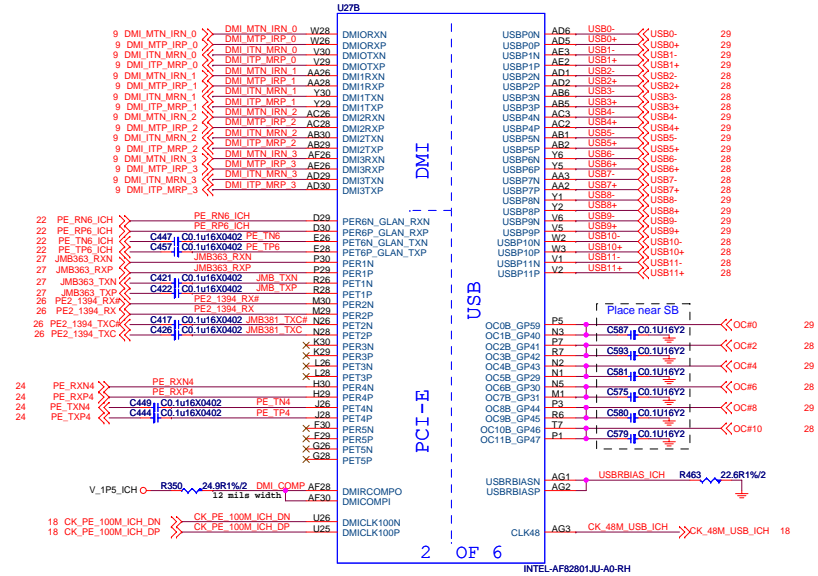 U27B
9 DMI_MTN_IRN_0 DMI_MTN_IRN_0 W28 DMIORXN USBP0N AD6 USB0- USB0- 29
9 DMI_MTP_IRP_0 DMI_MTP_IRP_0 W26 DMIORXP USBP0P AD5 USB0+ USB0+ 29
9 DMI_ITN_MRN_0 DMI_ITN_MRN_0 V30 DMIOTXN USBP1N AE3 USB1- USB1- 29
9 DMI_ITP_MRP_0 DMI_ITP_MRP_0 V29 DMIOTXP USBP1P AE2 USB1+ USB1+ 29
9 DMI_MTN_IRN_1 DMI_MTN_IRN_1 AA26 DMI1RXN USBP2N AD1 USB2- USB2- 28
9 DMI_MTP_IRP_1 DMI_MTP_IRP_1 AA28 DMI1RXP USBP2P AD2 USB2+ USB2+ 28
9 DMI_ITN_MRN_1 DMI_ITN_MRN_1 Y30 DMI1TXN USBP3N AB6 USB3- USB3- 28
9 DMI_ITP_MRP_1 DMI_ITP_MRP_1 Y29 DMI1TXP USBP3P AB5 USB3+ USB3+ 28
9 DMI_MTN_IRN_2 DMI_MTN_IRN_2 AC26 DMI2RXN USBP4N AC3 USB4- USB4- 29
9 DMI_MTP_IRP_2 DMI_MTP_IRP_2 AC28 DMI2RXP USBP4P AC2 USB4+ USB4+ 29
9 DMI_ITN_MRN_2 DMI_ITN_MRN_2 AB30 DMI2TXN USBP5N AB1 USB5- USB5- 29
9 DMI_ITP_MRP_2 DMI_ITP_MRP_2 AB29 DMI2TXP USBP5P AB2 USB5+ USB5+ 29
9 DMI_MTN_IRN_3 DMI_MTN_IRN_3 AF26 DMI3RXN USBP6N Y6 USB6- USB6- 28
9 DMI_MTP_IRP_3 DMI_MTP_IRP_3 AE26 DMI3RXP USBP6P Y5 USB6+ USB6+ 28
9 DMI_ITN_MRN_3 DMI_ITN_MRN_3 AD29 DMI3TXN USBP7N AA3 USB7- USB7- 28
9 DMI_ITP_MRP_3 DMI_ITP_MRP_3 AD30 DMI3TXP USBP7P AA2 USB7+ USB7+ 28
DMI
USBP8N Y1 USB8- USB8- 29
USBP8P Y2 USB8+ USB8+ 29
22 PE_RN6_ICH PE_RN6_ICH D29 PER6N_GLAN_RXN USBP9N V6 USB9- USB9- 29
22 PE_RP6_ICH PE_RP6_ICH D30 PER6P_GLAN_RXP USBP9P V5 USB9+ USB9+ 29
22 PE_TN6_ICH C447 C0.1u16X0402 PE_TN6 E26 PET6N_GLAN_TXN USBP10N W2 USB10- USB10- 28
22 PE_TP6_ICH C457 C0.1u16X0402 PE_TP6 E28 PET6P_GLAN_TXP USBP10P W3 USB10+ USB10+ 28
27 JMB363_RXN JMB363_RXN P30 PER1N USBP11N V1 USB11- USB11- 28
27 JMB363_RXP JMB363_RXP P29 PER1P USBP11P V2 USB11+ USB11+ 28
27 JMB363_TXN C421 C0.1u16X0402 JMB_TXN R26 PET1N
27 JMB363_TXP C422 C0.1u16X0402 JMB_TXP R28 PET1P
26 PE2_1394_RX# PE2_1394_RX# M30 PER2N
26 PE2_1394_RX PE2_1394_RX M29 PER2P
USB
Place near SB
26 PE2_1394_TXC# C417 C0.1u16X0402 JMB381_TXC# N26 PET2N OC0B_GP59 P5 OC#0 29
26 PE2_1394_TXC C426 C0.1u16X0402 JMB381_TXC N28 PET2P OC1B_GP40 N3 C587 C0.1U16Y2
K30 PER3N OC2B_GP41 P7 OC#2 28
K29 PER3P OC3B_GP42 R7 C593 C0.1U16Y2
L26 PET3N OC4B_GP43 N2 OC#4 29
L28 PET3P OC5B_GP29 N1 C581 C0.1U16Y2
24 PE_RXN4 PE_RXN4 H30 PER4N OC6B_GP30 N5 OC#6 28
24 PE_RXP4 PE_RXP4 H29 PER4P OC7B_GP31 M1 C575 C0.1U16Y2
24 PE_TXN4 C449 C0.1u16X0402 PE_TN4 J26 PET4N OC8B_GP44 P3 OC#8 29
24 PE_TXP4 C444 C0.1u16X0402 PE_TP4 J28 PET4P OC9B_GP45 R6 C580 C0.1U16Y2
F30 PER5N OC10B_GP46 T7 OC#10 28
F29 PER5P OC11B_GP47 P1 C579 C0.1U16Y2
G26 PET5N
G28 PET5P
PCI-E
V_1P5_ICH R350 24.9R1%/2 DMI_COMP AF28 DMIRCOMPO USBRBIASN AG1 USBRBIAS_ICH R463 22.6R1%/2
12 mils width AF30 DMICOMPI USBRBIASP AG2
18 CK_PE_100M_ICH_DN CK_PE_100M_ICH_DN U26 DMICLK100N
18 CK_PE_100M_ICH_DP CK_PE_100M_ICH_DP U25 DMICLK100P CLK48 AG3 CK_48M_USB_ICH CK_48M_USB_ICH 18
2 OF 6
INTEL-AF82801JU-A0-RH